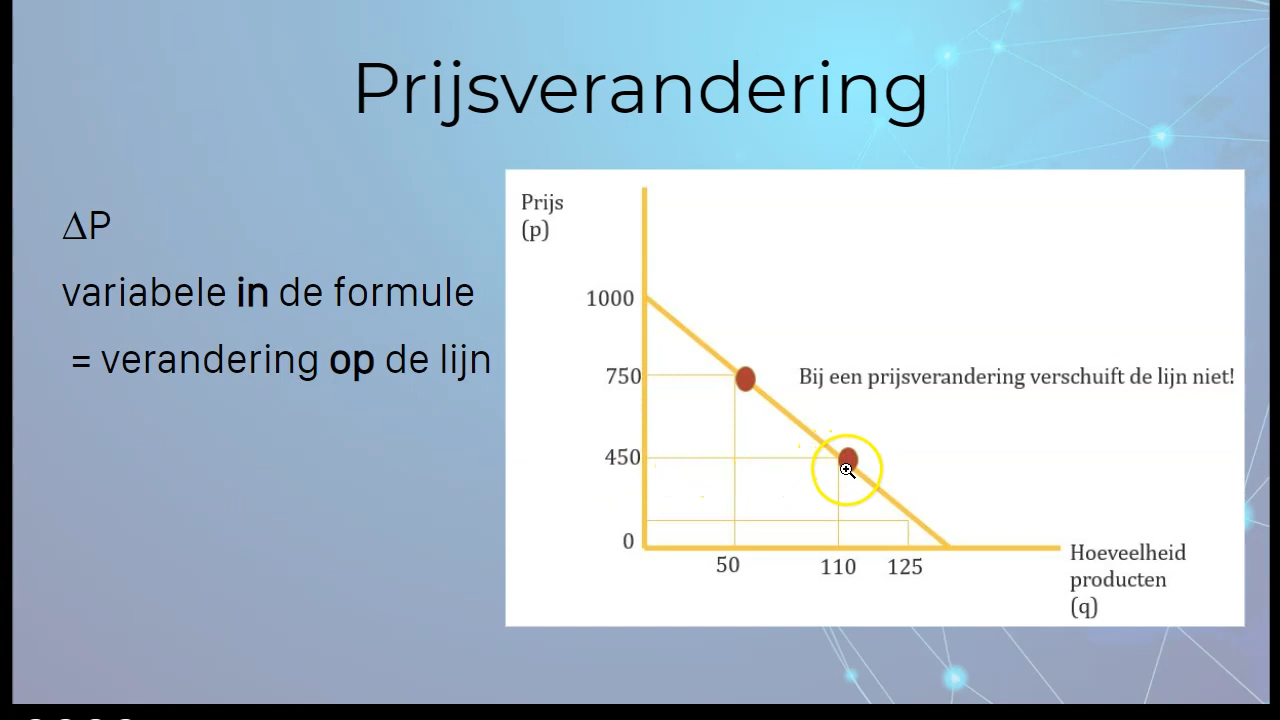 Prijsverandering
ΔP
variabele in de formule
= verandering op de lijn
Prijs
(p)
1000
750
Bij een prijsverandering verschuift de lijn niet!
450
0
50
110
125
Hoeveelheid
producten
(q)